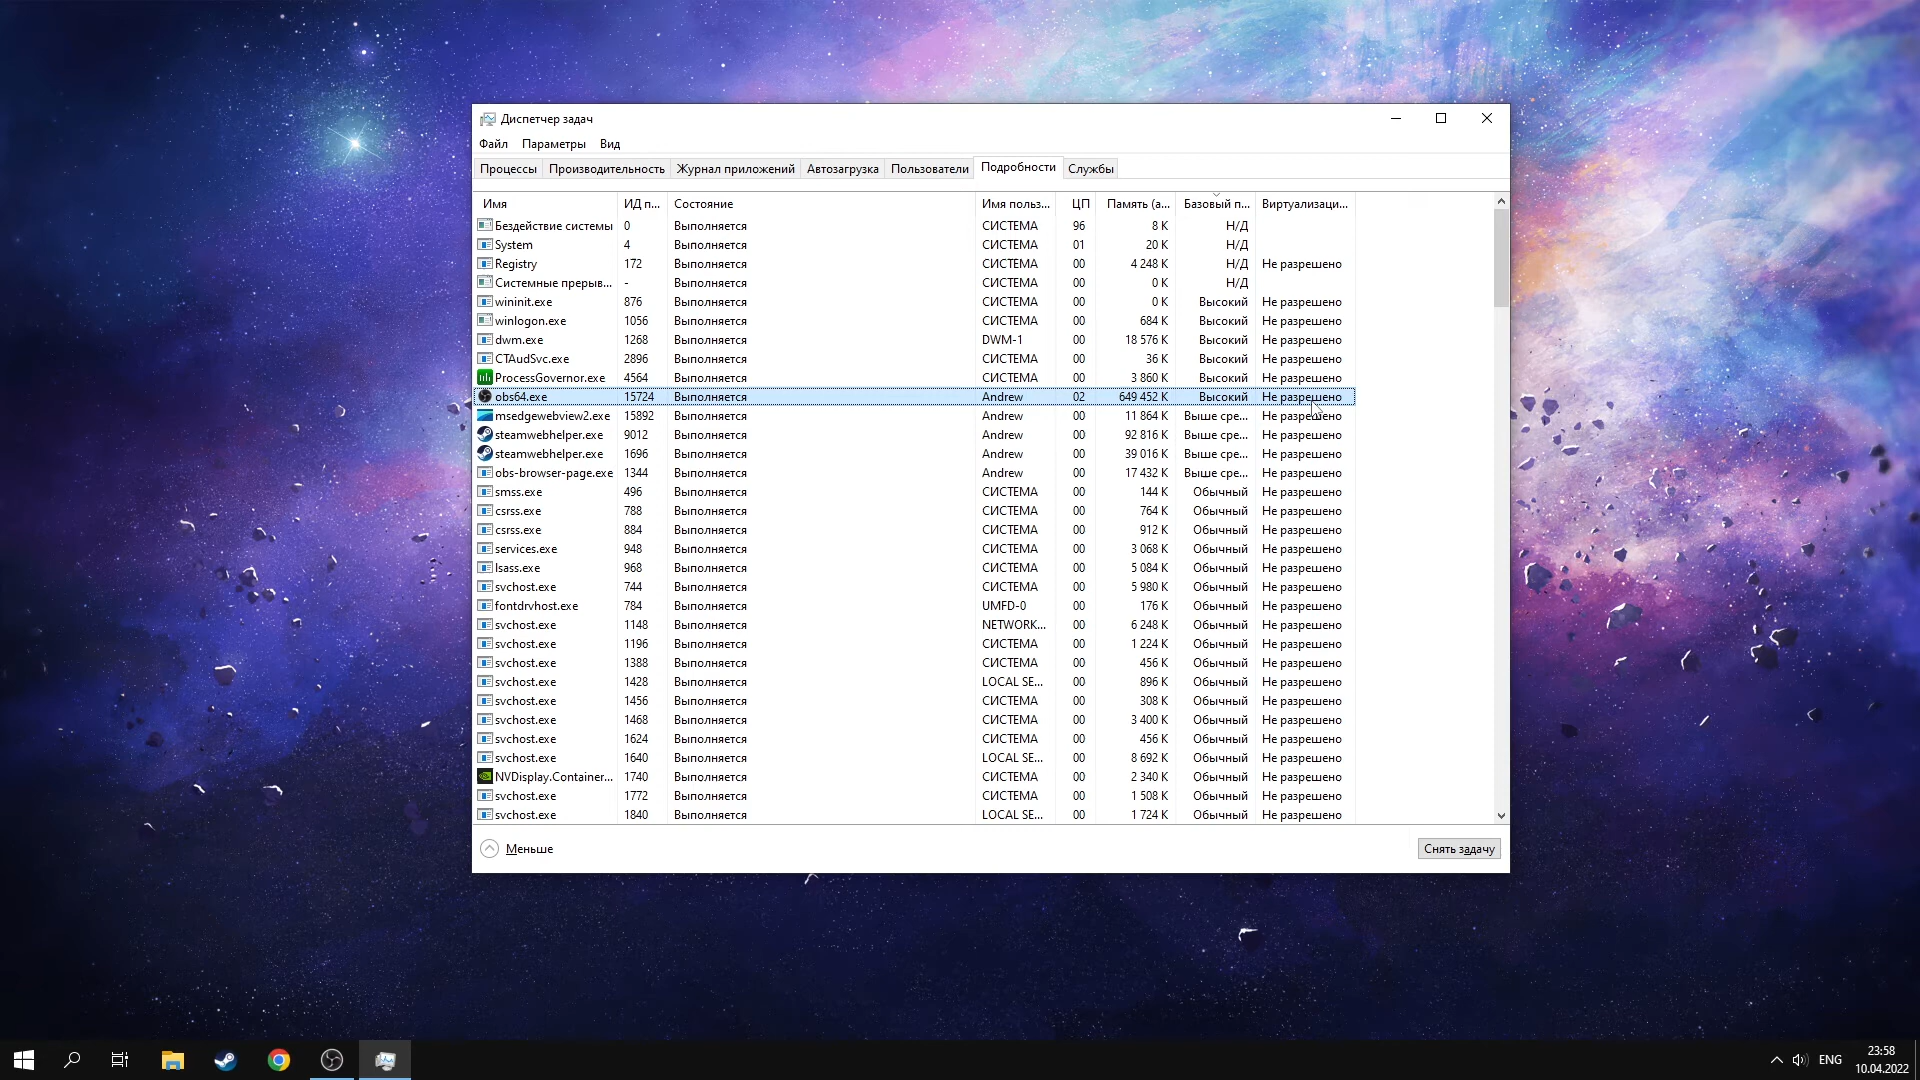 Диспетчер задач
Файл Параметры Вид
Процессы Производительность Журнал приложений Автозагрузка Пользователи Подробности Службы
Имя ИД п... Состояние Имя польз... ЦП Память (а... Базовый п... Виртуализаци...
Бездействие системы 0 Выполняется СИСТЕМА 96 8 К Н/Д
System 4 Выполняется СИСТЕМА 01 20 К Н/Д
Registry 172 Выполняется СИСТЕМА 00 4 248 К Н/Д Не разрешено
Системные прерыв... - Выполняется СИСТЕМА 00 0 К Н/Д
wininit.exe 876 Выполняется СИСТЕМА 00 0 К Высокий Не разрешено
winlogon.exe 1056 Выполняется СИСТЕМА 00 684 К Высокий Не разрешено
dwm.exe 1268 Выполняется DWM-1 00 18 576 К Высокий Не разрешено
CTAudSvc.exe 2896 Выполняется СИСТЕМА 00 36 К Высокий Не разрешено
ProcessGovernor.exe 4564 Выполняется СИСТЕМА 00 3 860 К Высокий Не разрешено
obs64.exe 15724 Выполняется Andrew 02 649 452 К Высокий Не разрешено
msedgewebview2.exe 15892 Выполняется Andrew 00 11 864 К Выше сре... Не разрешено
steamwebhelper.exe 9012 Выполняется Andrew 00 92 816 К Выше сре... Не разрешено
steamwebhelper.exe 1696 Выполняется Andrew 00 39 016 К Выше сре... Не разрешено
obs-browser-page.exe 1344 Выполняется Andrew 00 17 432 К Выше сре... Не разрешено
smss.exe 496 Выполняется СИСТЕМА 00 144 К Обычный Не разрешено
csrss.exe 788 Выполняется СИСТЕМА 00 764 К Обычный Не разрешено
csrss.exe 884 Выполняется СИСТЕМА 00 912 К Обычный Не разрешено
services.exe 948 Выполняется СИСТЕМА 00 3 068 К Обычный Не разрешено
lsass.exe 968 Выполняется СИСТЕМА 00 5 084 К Обычный Не разрешено
svchost.exe 744 Выполняется СИСТЕМА 00 5 980 К Обычный Не разрешено
fontdrvhost.exe 784 Выполняется UMFD-0 00 176 К Обычный Не разрешено
svchost.exe 1148 Выполняется NETWORK... 00 6 248 К Обычный Не разрешено
svchost.exe 1196 Выполняется СИСТЕМА 00 1 224 К Обычный Не разрешено
svchost.exe 1388 Выполняется СИСТЕМА 00 456 К Обычный Не разрешено
svchost.exe 1428 Выполняется LOCAL SE... 00 896 К Обычный Не разрешено
svchost.exe 1456 Выполняется СИСТЕМА 00 308 К Обычный Не разрешено
svchost.exe 1468 Выполняется СИСТЕМА 00 3 400 К Обычный Не разрешено
svchost.exe 1624 Выполняется СИСТЕМА 00 456 К Обычный Не разрешено
svchost.exe 1640 Выполняется LOCAL SE... 00 8 692 К Обычный Не разрешено
NVDisplay.Container... 1740 Выполняется СИСТЕМА 00 2 340 К Обычный Не разрешено
svchost.exe 1772 Выполняется СИСТЕМА 00 1 508 К Обычный Не разрешено
svchost.exe 1840 Выполняется LOCAL SE... 00 1 724 К Обычный Не разрешено
Меньше Снять задачу
ENG 23:58
10.04.2022